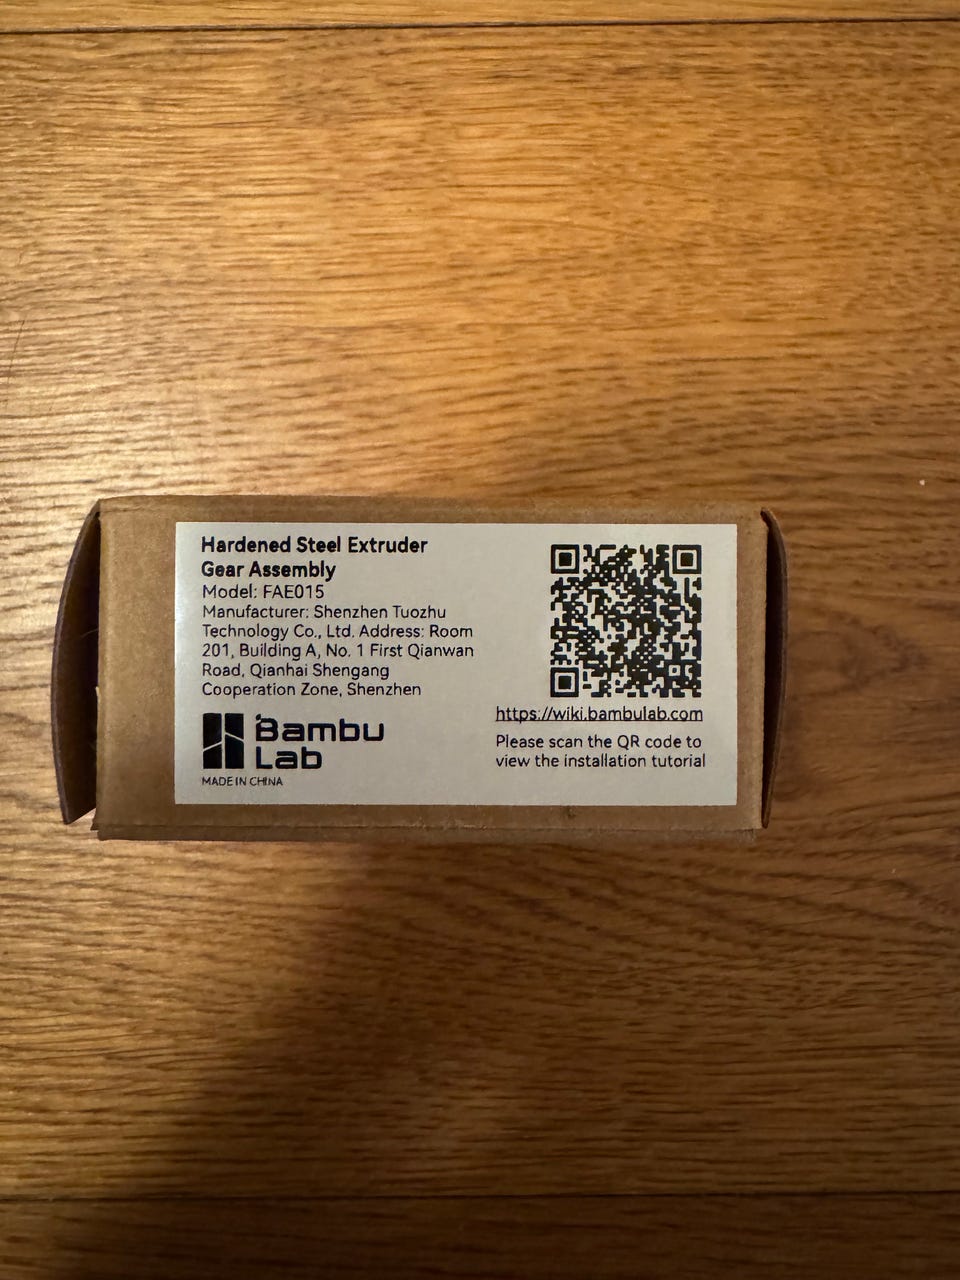 Hardened Steel Extruder
Gear Assembly
Model: FAE015
Manufacturer: Shenzhen Tuozhu
Technology Co., Ltd. Address: Room
201, Building A, No. 1 First Qianwan
Road, Qianhai Shengang
Cooperation Zone, Shenzhen
Bambu
Lab
MADE IN CHINA
https://wiki.bambulab.com
Please scan the QR code to
view the installation tutorial